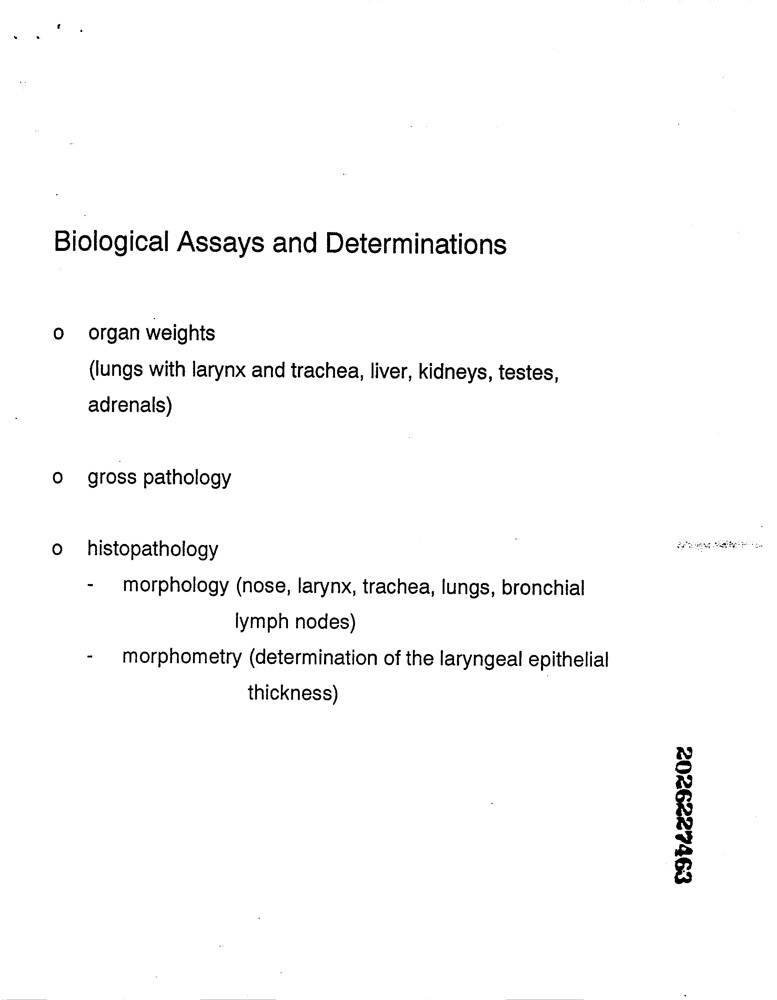 Biological Assays and Determinations
o organ weights
(lungs with larynx and trachea, liver, kidneys, testes,
adrenals)
o gross pathology
o histopathology
- morphology (nose, larynx, trachea, lungs, bronchial
lymph nodes)
- morphometry (determination of the laryngeal epithelial
thickness)
2026227463